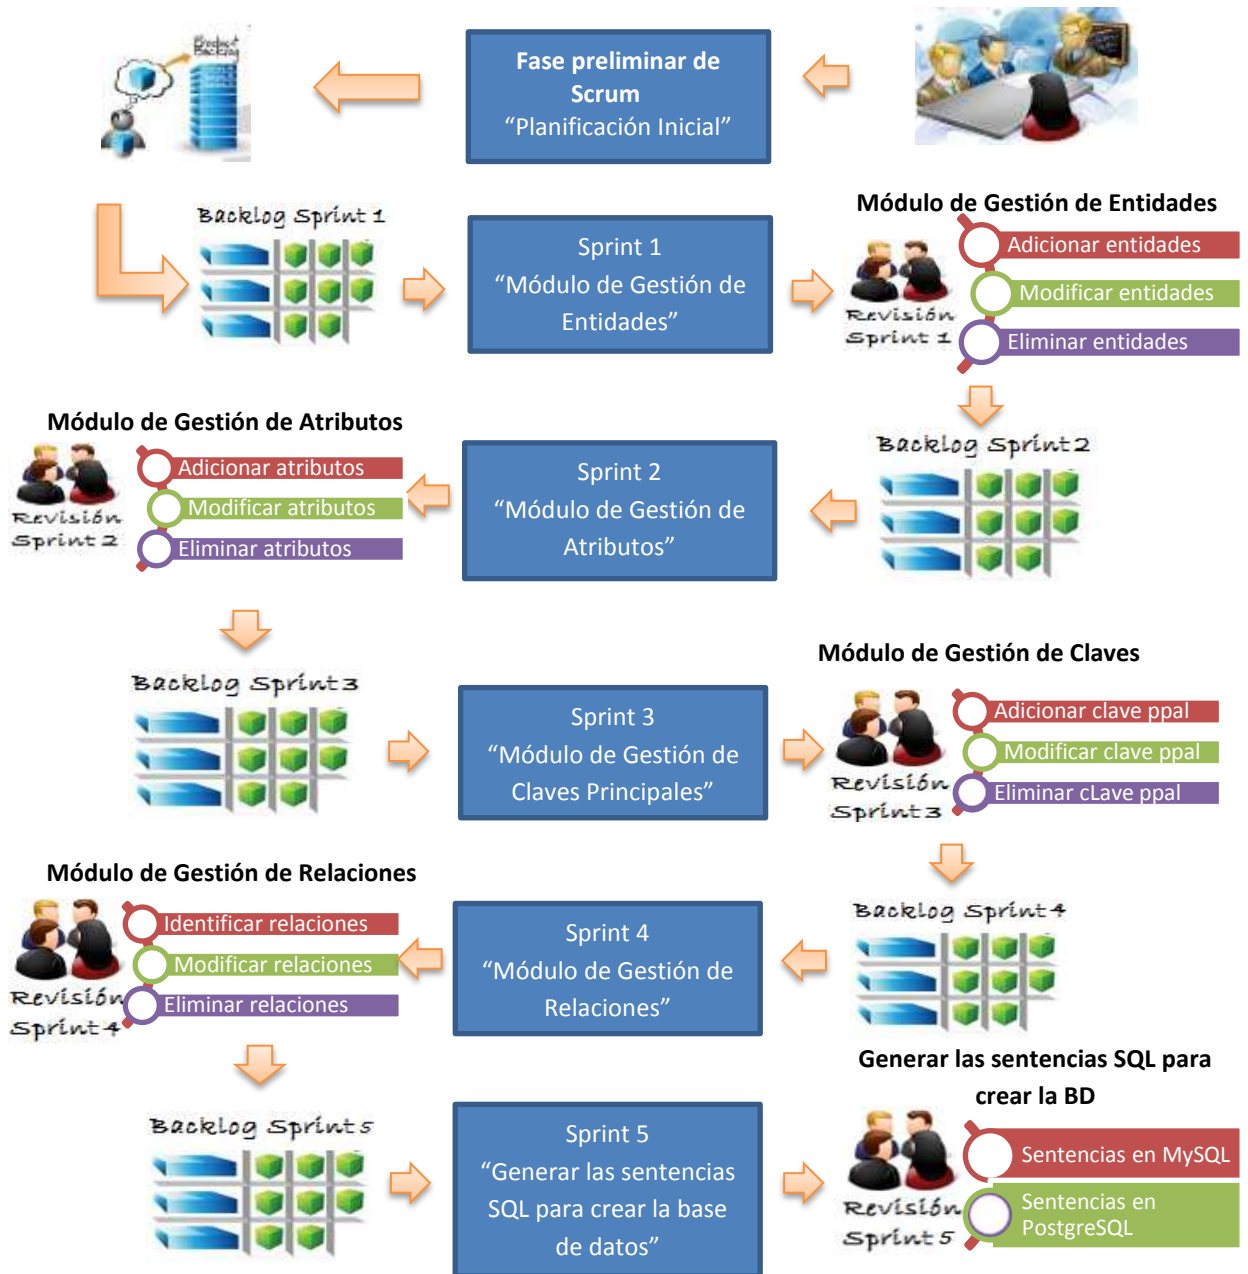 Product
Backlog
Fase preliminar de
Scrum
“Planificación Inicial”
Backlog Sprint 1
Sprint 1
“Módulo de Gestión de
Entidades”
Módulo de Gestión de Entidades
Adicionar entidades
Modificar entidades
Eliminar entidades
Revisión
Sprint 1
Módulo de Gestión de Atributos
Adicionar atributos
Modificar atributos
Eliminar atributos
Revisión
Sprint 2
Sprint 2
“Módulo de Gestión de
Atributos”
Backlog Sprint 2
Backlog Sprint 3
Sprint 3
“Módulo de Gestión de
Claves Principales”
Módulo de Gestión de Claves
Adicionar clave ppal
Modificar clave ppal
Eliminar cLave ppal
Revisión
Sprint 3
Módulo de Gestión de Relaciones
Identificar relaciones
Modificar relaciones
Eliminar relaciones
Revisión
Sprint 4
Sprint 4
“Módulo de Gestión de
Relaciones”
Backlog Sprint 4
Backlog Sprint 5
Sprint 5
“Generar las sentencias
SQL para crear la base
de datos”
Generar las sentencias SQL para
crear la BD
Sentencias en MySQL
Sentencias en
PostgreSQL
Revisión
Sprint 5